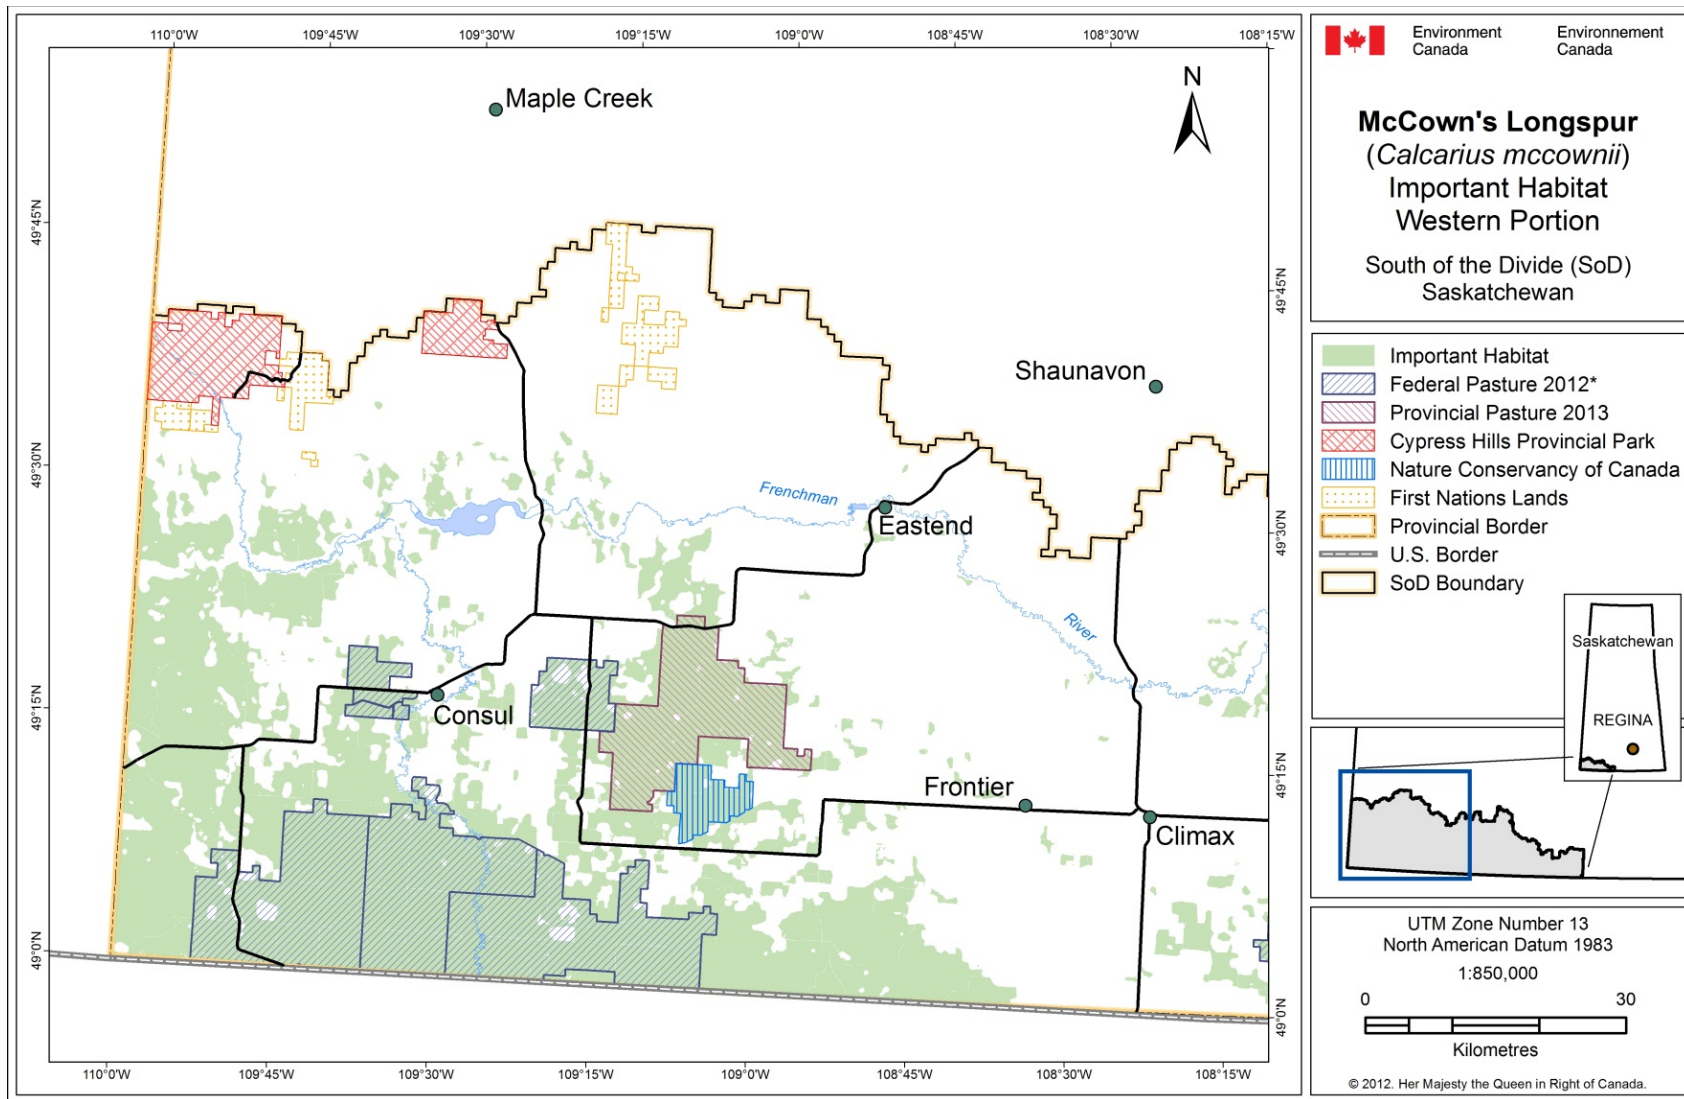 110°0'W
109°45'W
109°30'W
109°15'W
109°0'W
108°45'W
108°30'W
108°15'W
Maple Creek
N
49°45'N
49°45'N
Shaunavon
49°30'N
Frenchman
Eastend
49°30'N
River
49°15'N
Consul
49°15'N
Frontier
Climax
49°0'N
49°0'N
110°0'W
109°45'W
109°30'W
109°15'W
109°0'W
108°45'W
108°30'W
108°15'W
Environment
Canada
Environnement
Canada
McCown's Longspur
(Calcarius mccownii)
Important Habitat
Western Portion
South of the Divide (SoD)
Saskatchewan
Important Habitat
Federal Pasture 2012*
Provincial Pasture 2013
Cypress Hills Provincial Park
Nature Conservancy of Canada
First Nations Lands
Provincial Border
U.S. Border
SoD Boundary
Saskatchewan
REGINA
UTM Zone Number 13
North American Datum 1983
1:850,000
0 30
Kilometres
© 2012. Her Majesty the Queen in Right of Canada.